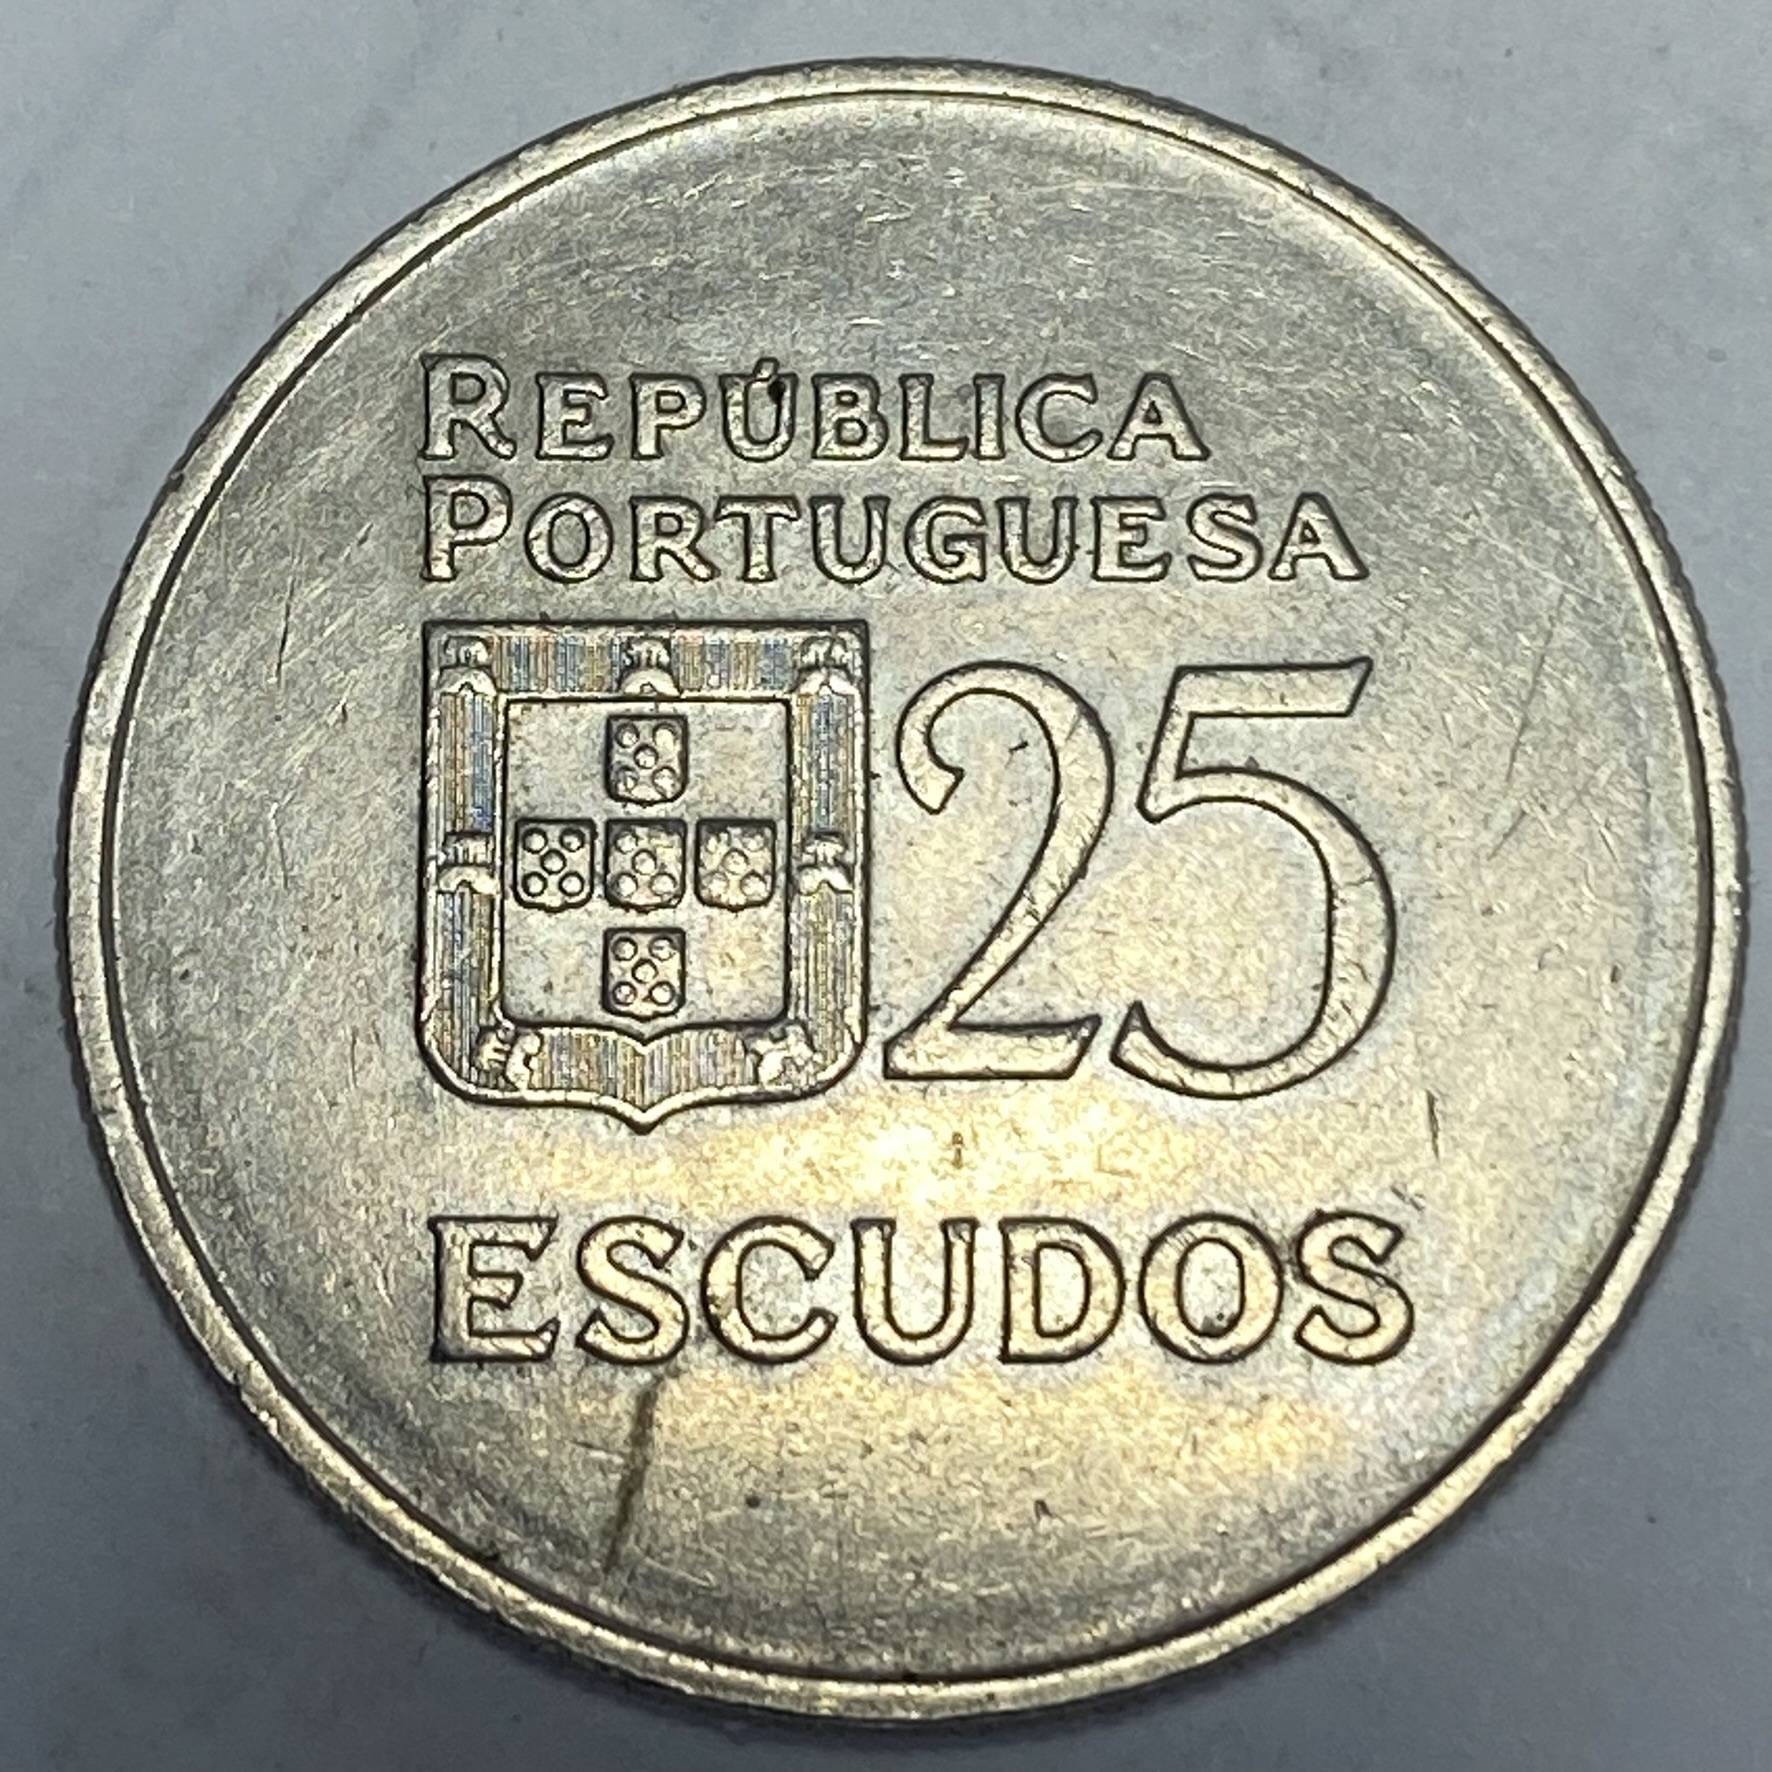 REPÚBLICA
PORTUGUESA
25
ESCUDOS